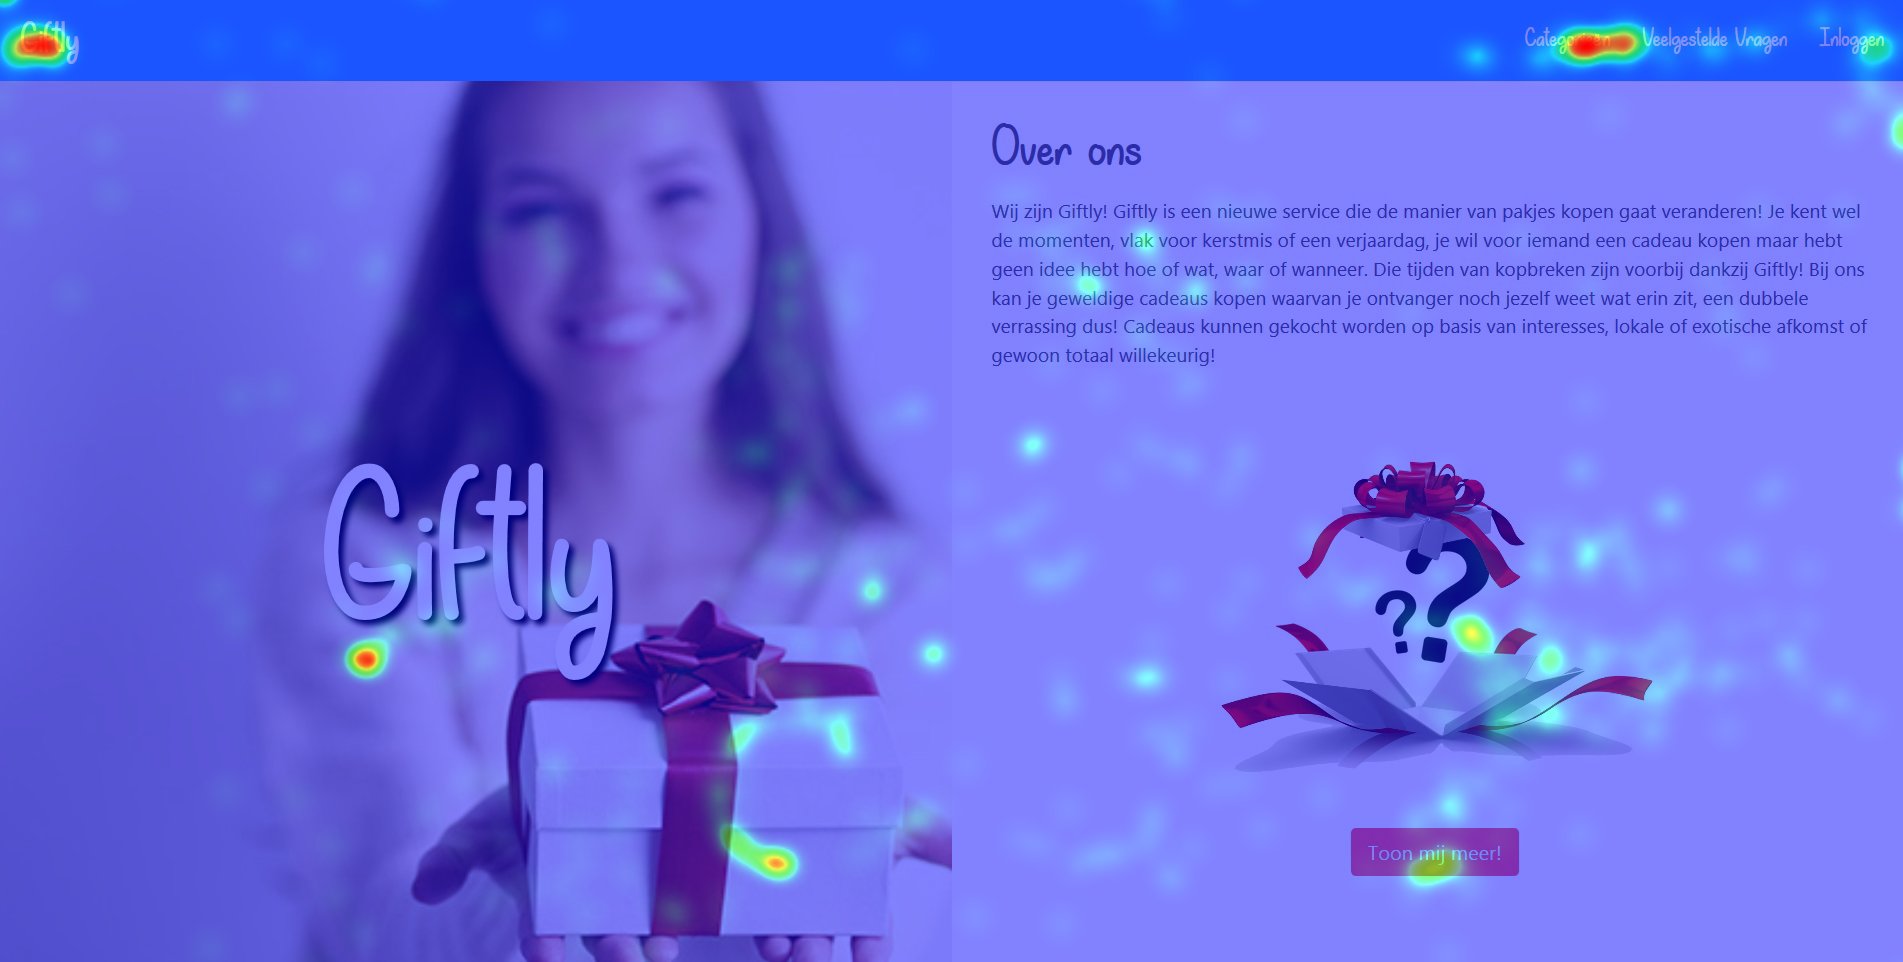 Giftly
Categorieën Veelgestelde Vragen Inloggen
Over ons
Wij zijn Giftly! Giftly is een nieuwe service die de manier van pakjes kopen gaat veranderen! Je kent wel
de momenten, vlak voor kerstmis of een verjaardag, je wil voor iemand een cadeau kopen maar hebt
geen idee hebt hoe of wat, waar of wanneer. Die tijden van kopbreken zijn voorbij dankzij Giftly! Bij ons
kan je geweldige cadeaus kopen waarvan je ontvanger noch jezelf weet wat erin zit, een dubbele
verrassing dus! Cadeaus kunnen gekocht worden op basis van interesses, lokale of exotische afkomst of
gewoon totaal willekeurig!
Giftly
? ?
Toon mij meer!